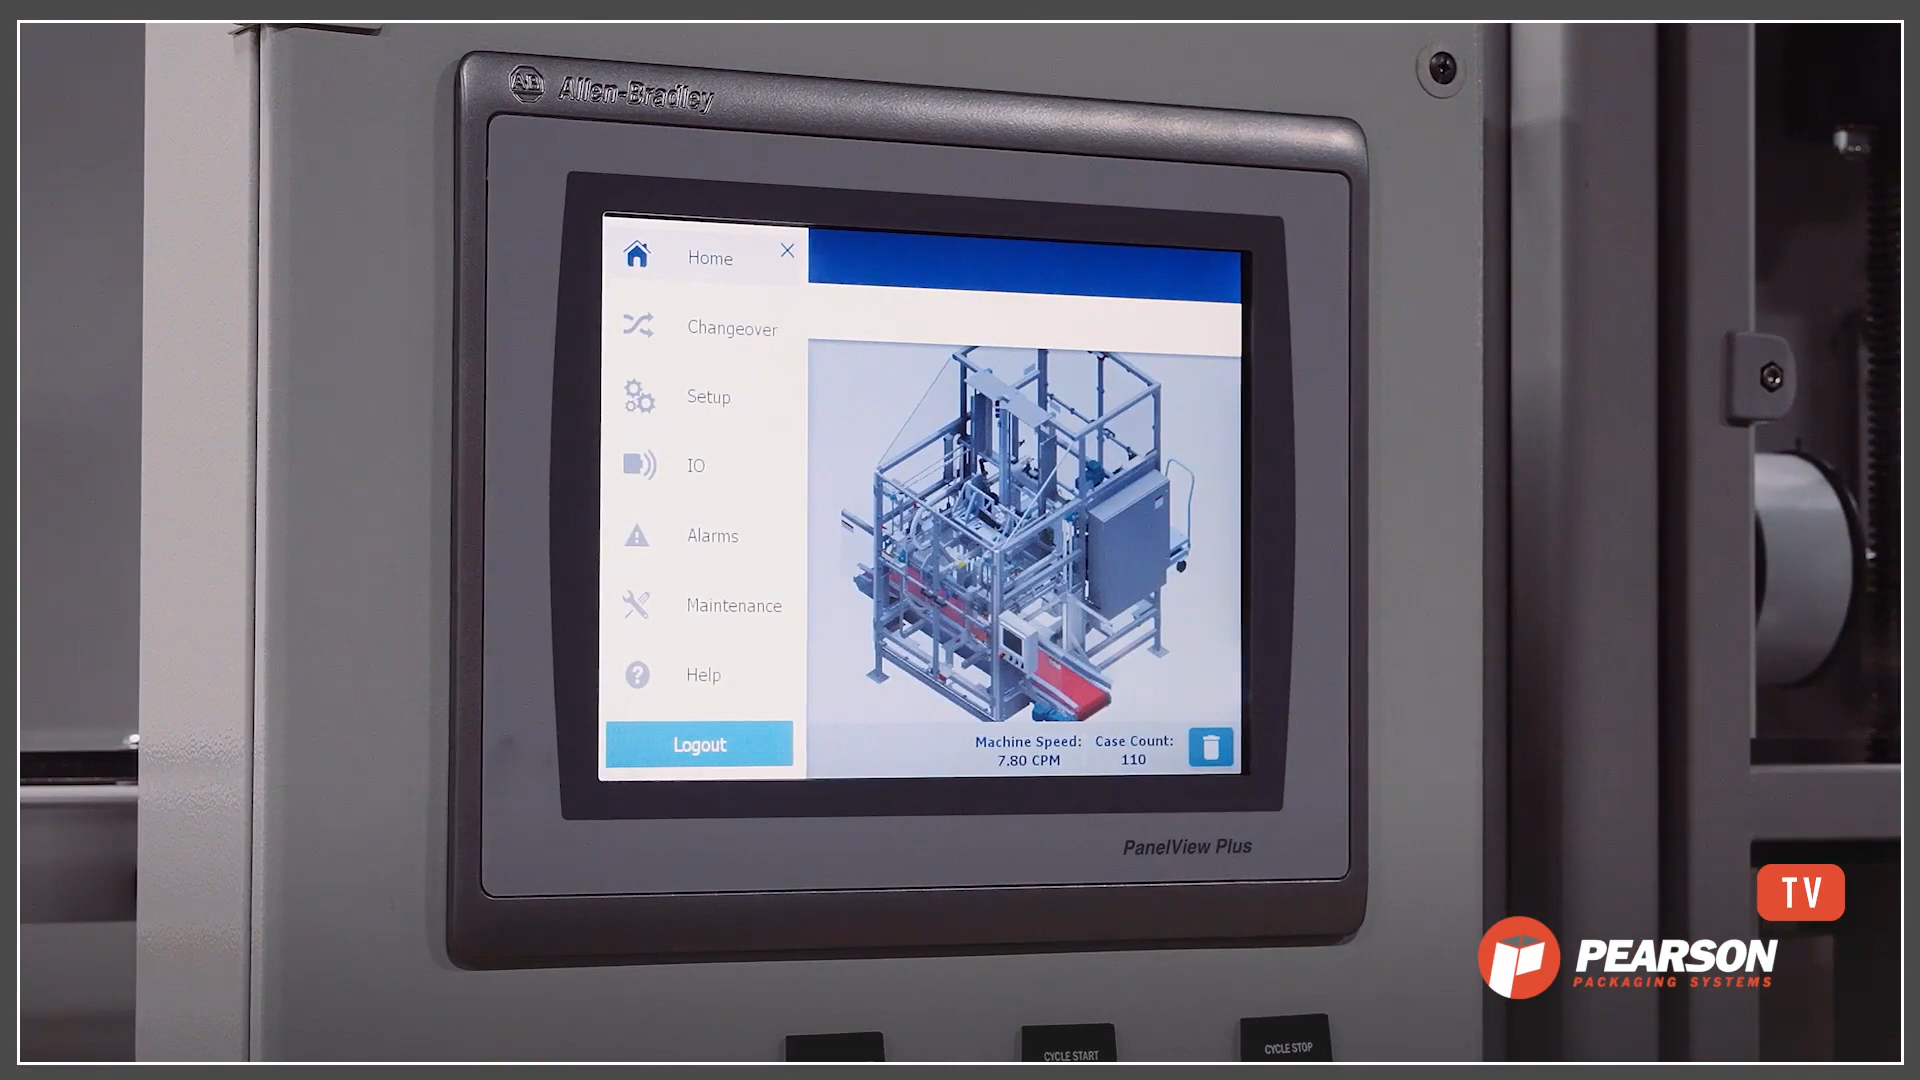 AB Allen-Bradley
Home
Changeover
Setup
IO
Alarms
Maintenance
Help
Logout
Machine Speed: Case Count:
7.80 CPM 110
PanelView Plus
TV
PEARSON
PACKAGING SYSTEMS
CYCLE START
CYCLE STOP